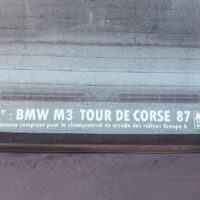 " : BMW M3 TOUR DE CORSE 87
épreuve comptant pour le championnat du monde des rallyes Groupe A